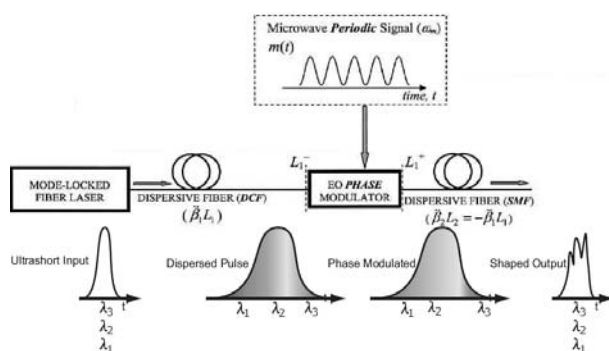 Microwave Periodic Signal (ωm)
m(t)
time, t
L₁⁻
L₁⁺
MODE-LOCKED
FIBER LASER
DISPERSIVE FIBER (DCF)
(β̈₁L₁)
EO PHASE
MODULATOR
DISPERSIVE FIBER (SMF)
(β̈₂L₂ = −β̈₁L₁)
Ultrashort Input
Dispersed Pulse
Phase Modulated
Shaped Output
t
λ₃
λ₂
λ₁
λ₁ λ₂ λ₃ t
λ₁ λ₂ λ₃ t
t
λ₃
λ₂
λ₁